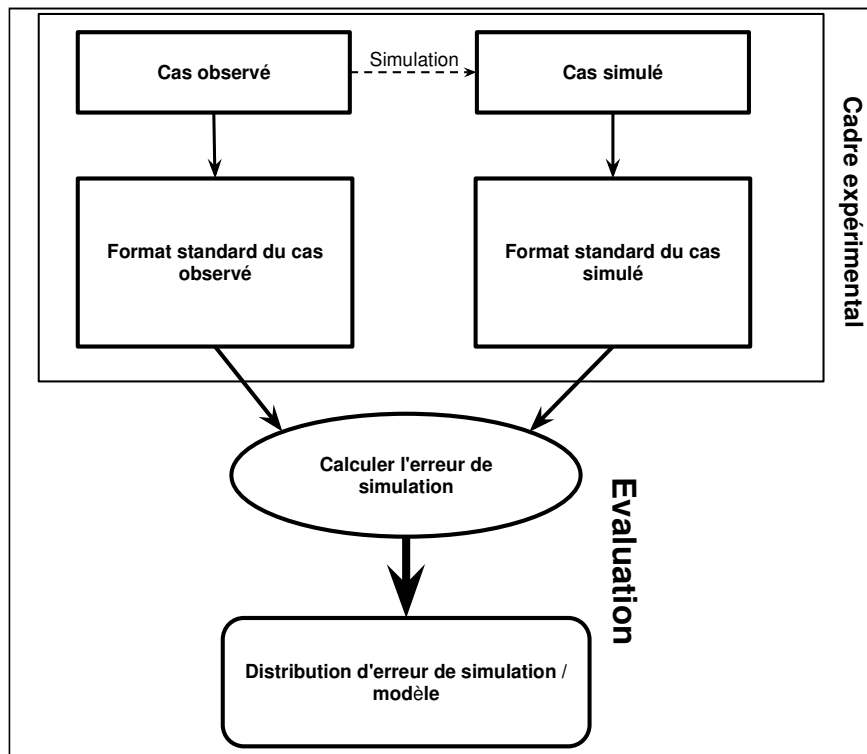 Simulation
Cas observé
Cas simulé
Format standard du cas
observé
Format standard du cas
simulé
Cadre expérimental
Calculer l'erreur de
simulation
Evaluation
Distribution d'erreur de simulation /
modèle